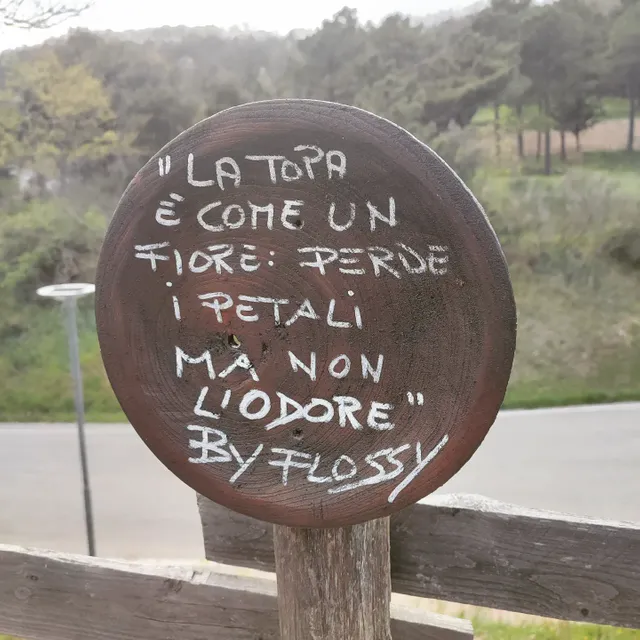 "LA TOPA
È COME UN
FIORE: PERDE
i PETALi
MA NON
L'ODORE"
BY FLOSSY